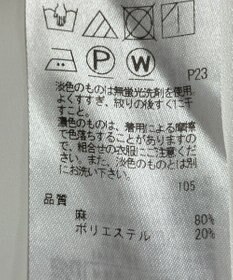 P W
P23
淡色のものは無蛍光洗剤を使用、
よくすすぎ、絞りの後すぐに干
すこと。
濃色のものは、着用による摩擦
で色落ちすることがありますの
で、組合せの衣服にご注意くださ
い。また、淡色のものとは別
にお洗い下さい。
105
品質
麻 80%
ポリエステル 20%